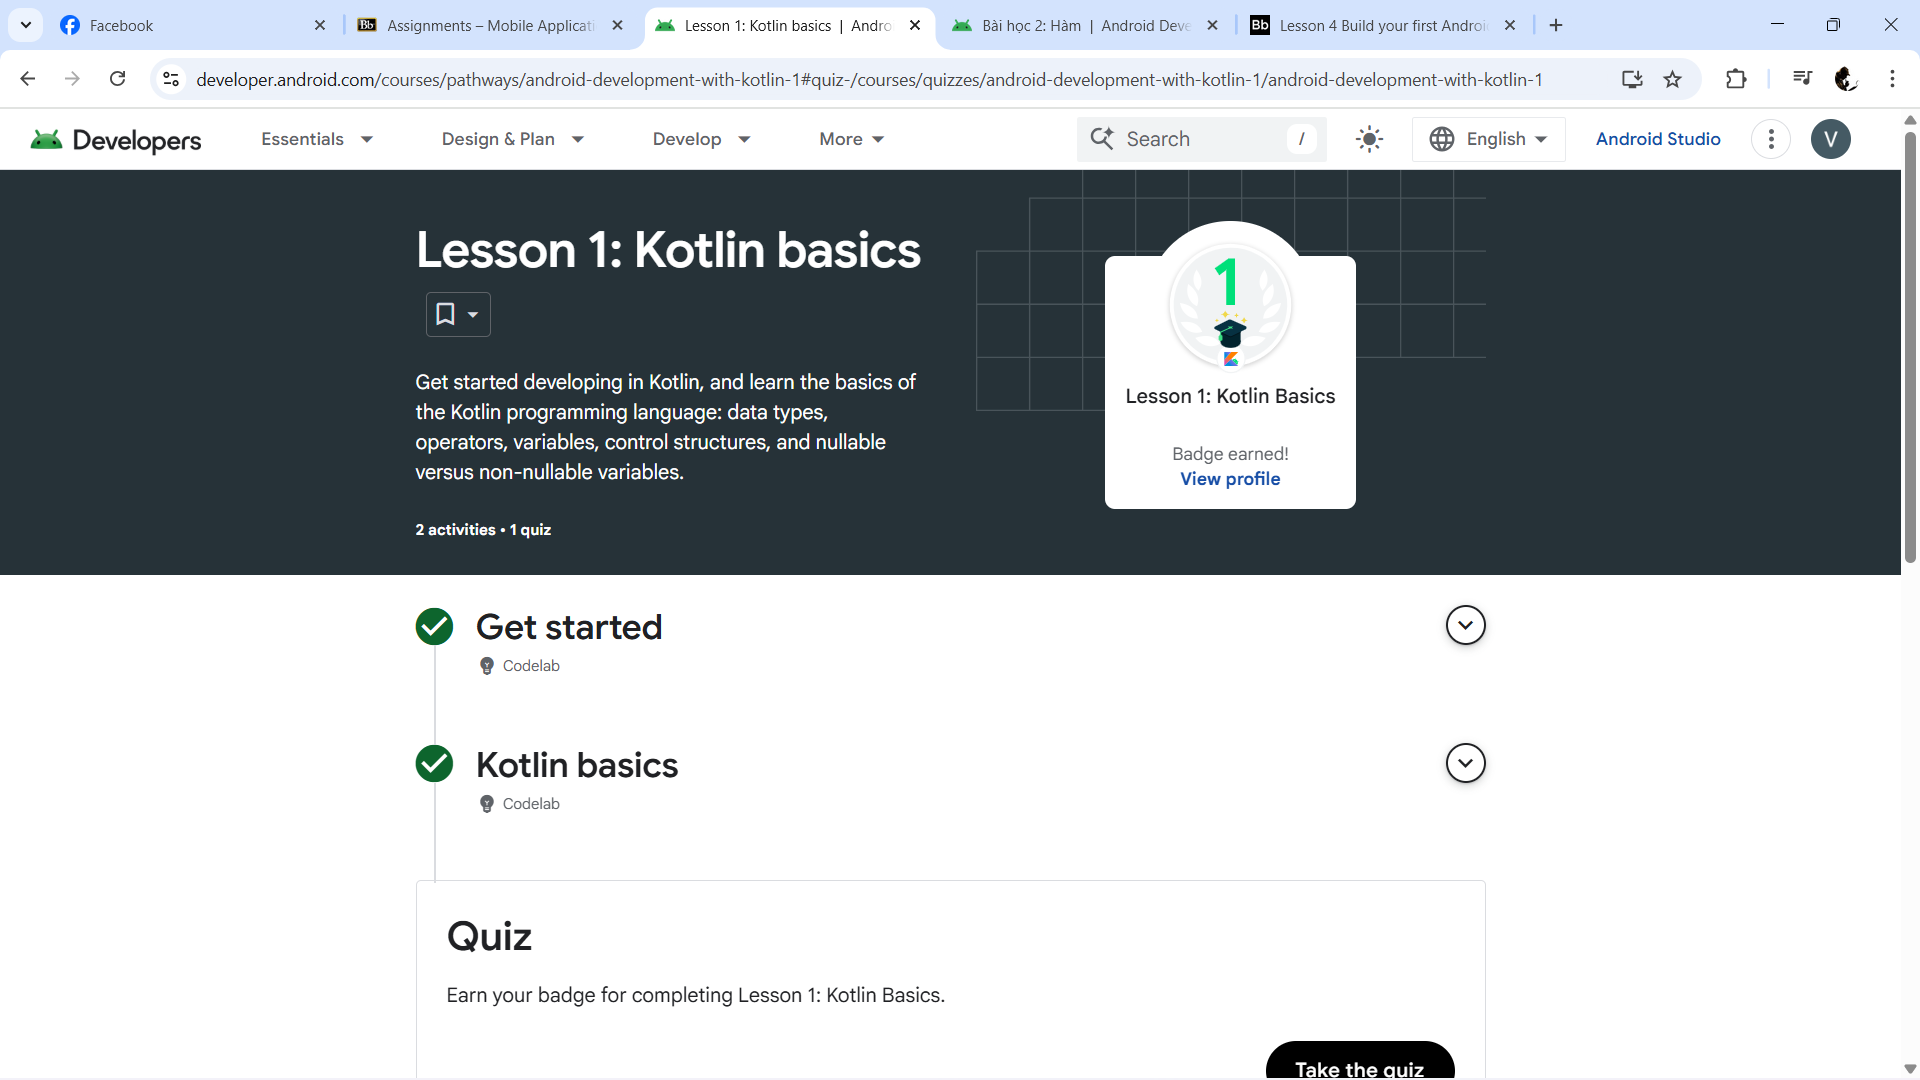 Facebook
Assignments – Mobile Applicati
Lesson 1: Kotlin basics | Andro
Bài học 2: Hàm | Android Deve
Bb
Lesson 4 Build your first Androi
developer.android.com/courses/pathways/android-development-with-kotlin-1#quiz-/courses/quizzes/android-development-with-kotlin-1/android-development-with-kotlin-1
Developers
Essentials
Design & Plan
Develop
More
Search
/
English
Android Studio
V
Lesson 1: Kotlin basics
Get started developing in Kotlin, and learn the basics of
the Kotlin programming language: data types,
operators, variables, control structures, and nullable
versus non-nullable variables.
2 activities • 1 quiz
1
Lesson 1: Kotlin Basics
Badge earned!
View profile
Get started
Codelab
Kotlin basics
Codelab
Quiz
Earn your badge for completing Lesson 1: Kotlin Basics.
Take the quiz